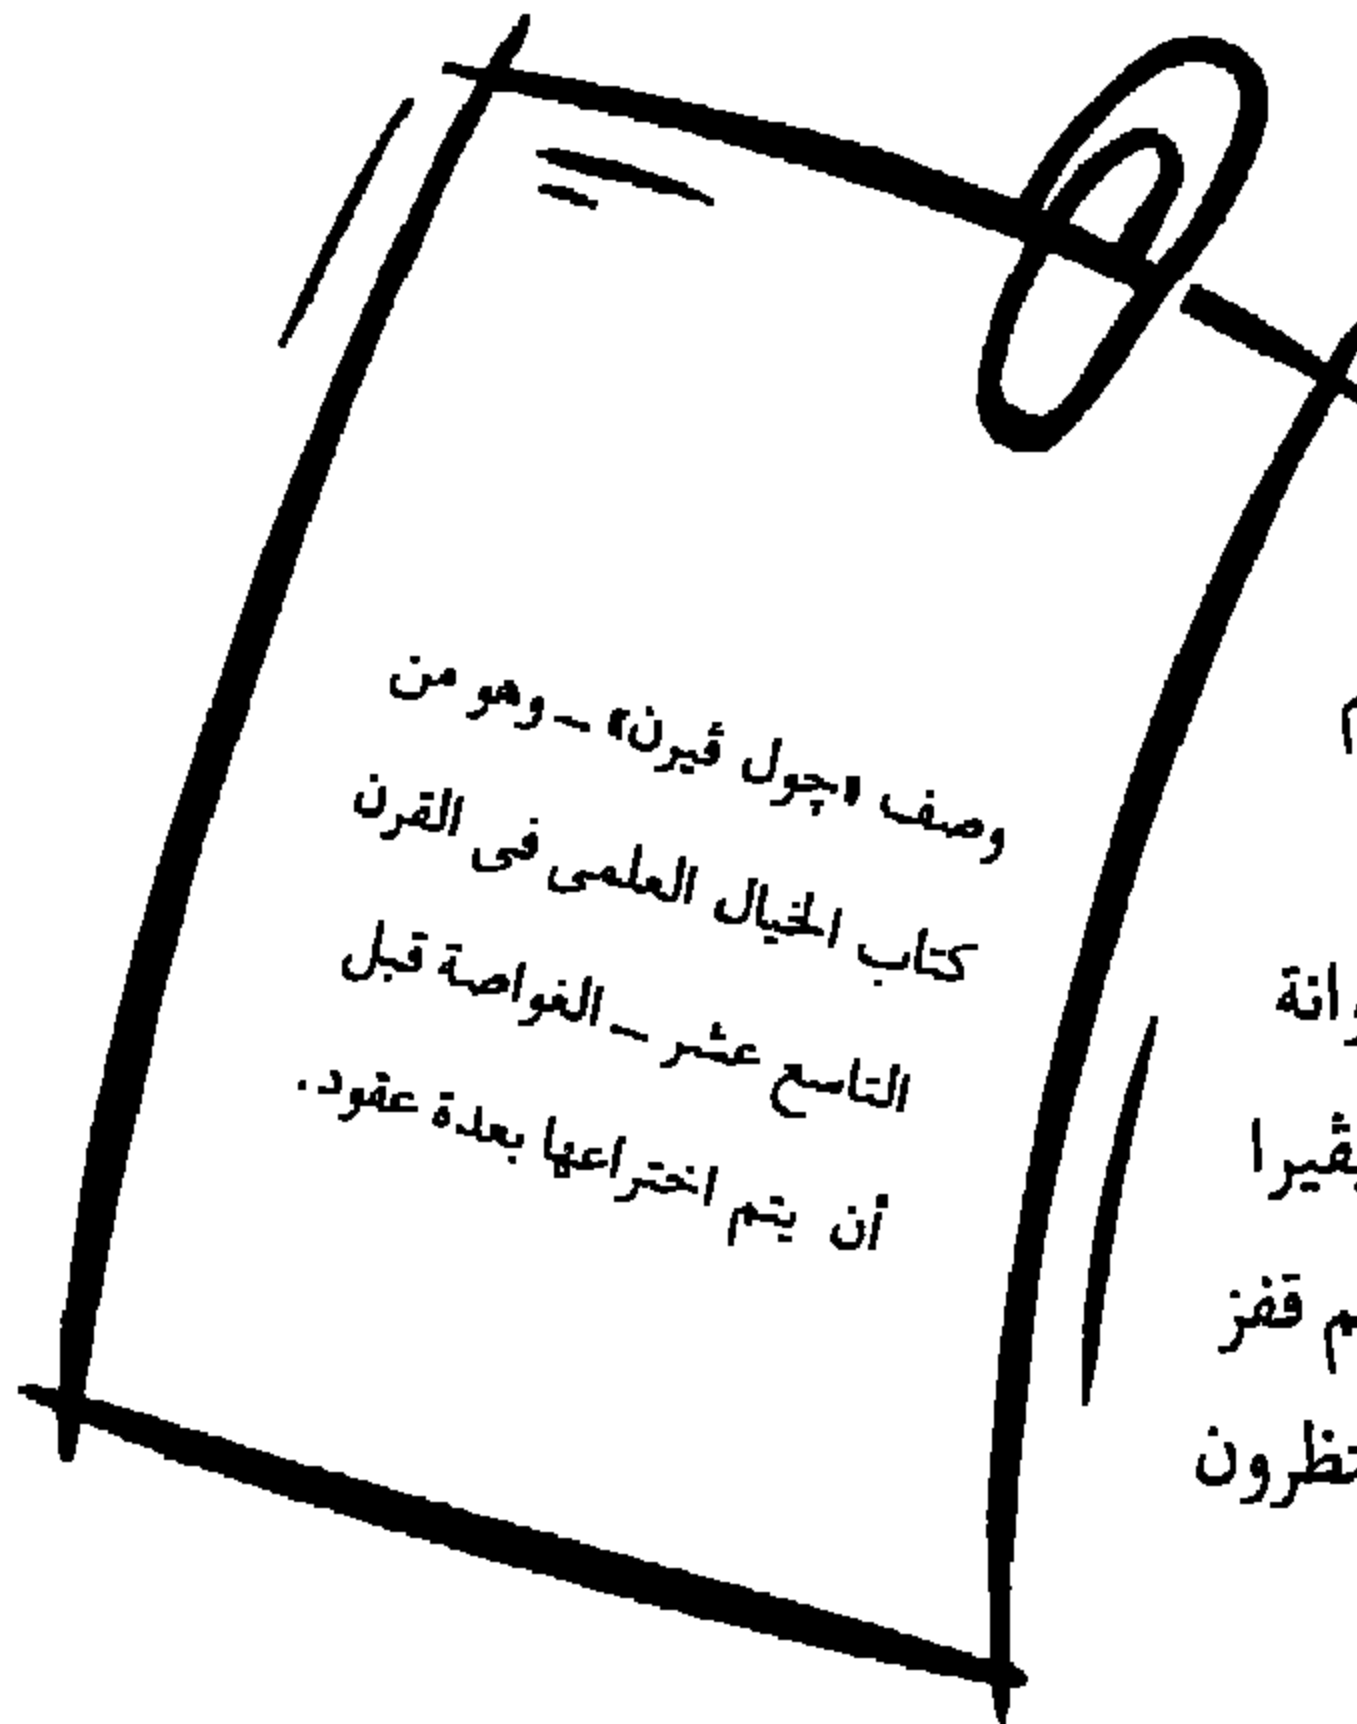 وصف «چول ڤيرن» – وهو من
كتاب الخيال العلمى فى القرن
التاسع عشر – الغواصة قبل
أن يتم اختراعها بعدة عقود.
قفز